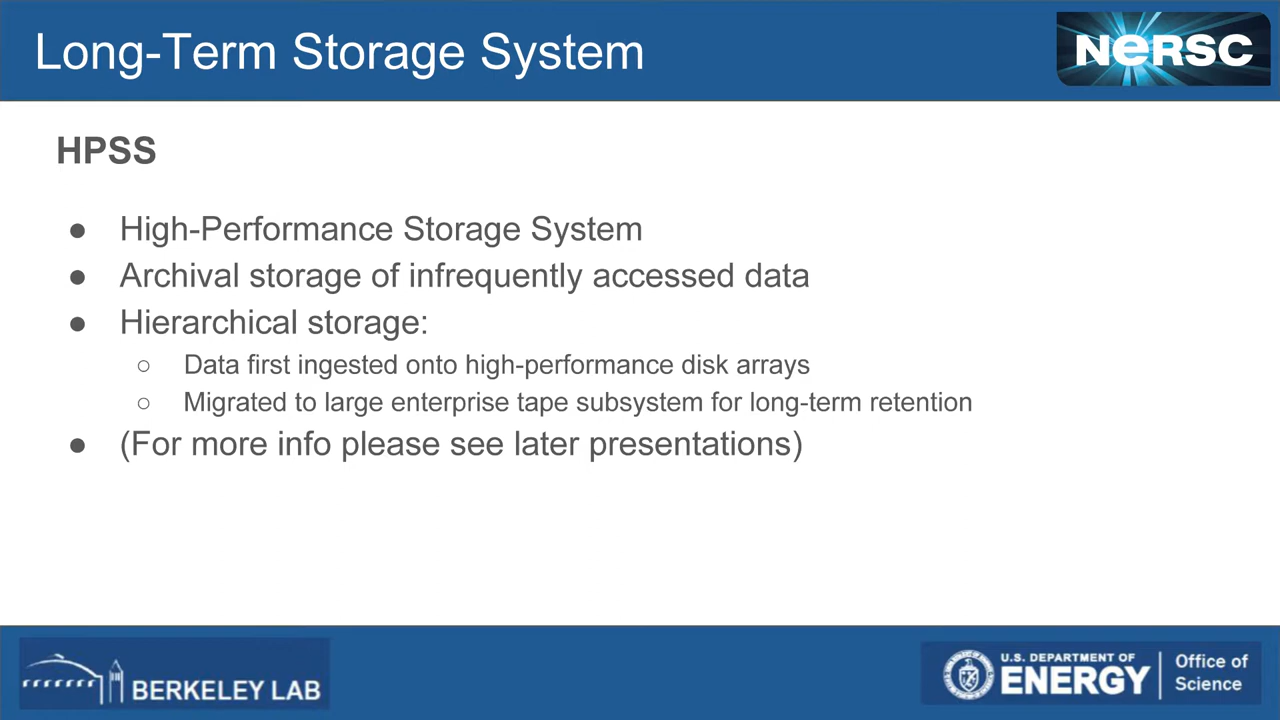 Long-Term Storage System
NERSC
HPSS
● High-Performance Storage System
● Archival storage of infrequently accessed data
● Hierarchical storage:
○ Data first ingested onto high-performance disk arrays
○ Migrated to large enterprise tape subsystem for long-term retention
● (For more info please see later presentations)
BERKELEY LAB
U.S. DEPARTMENT OF
ENERGY
Office of
Science